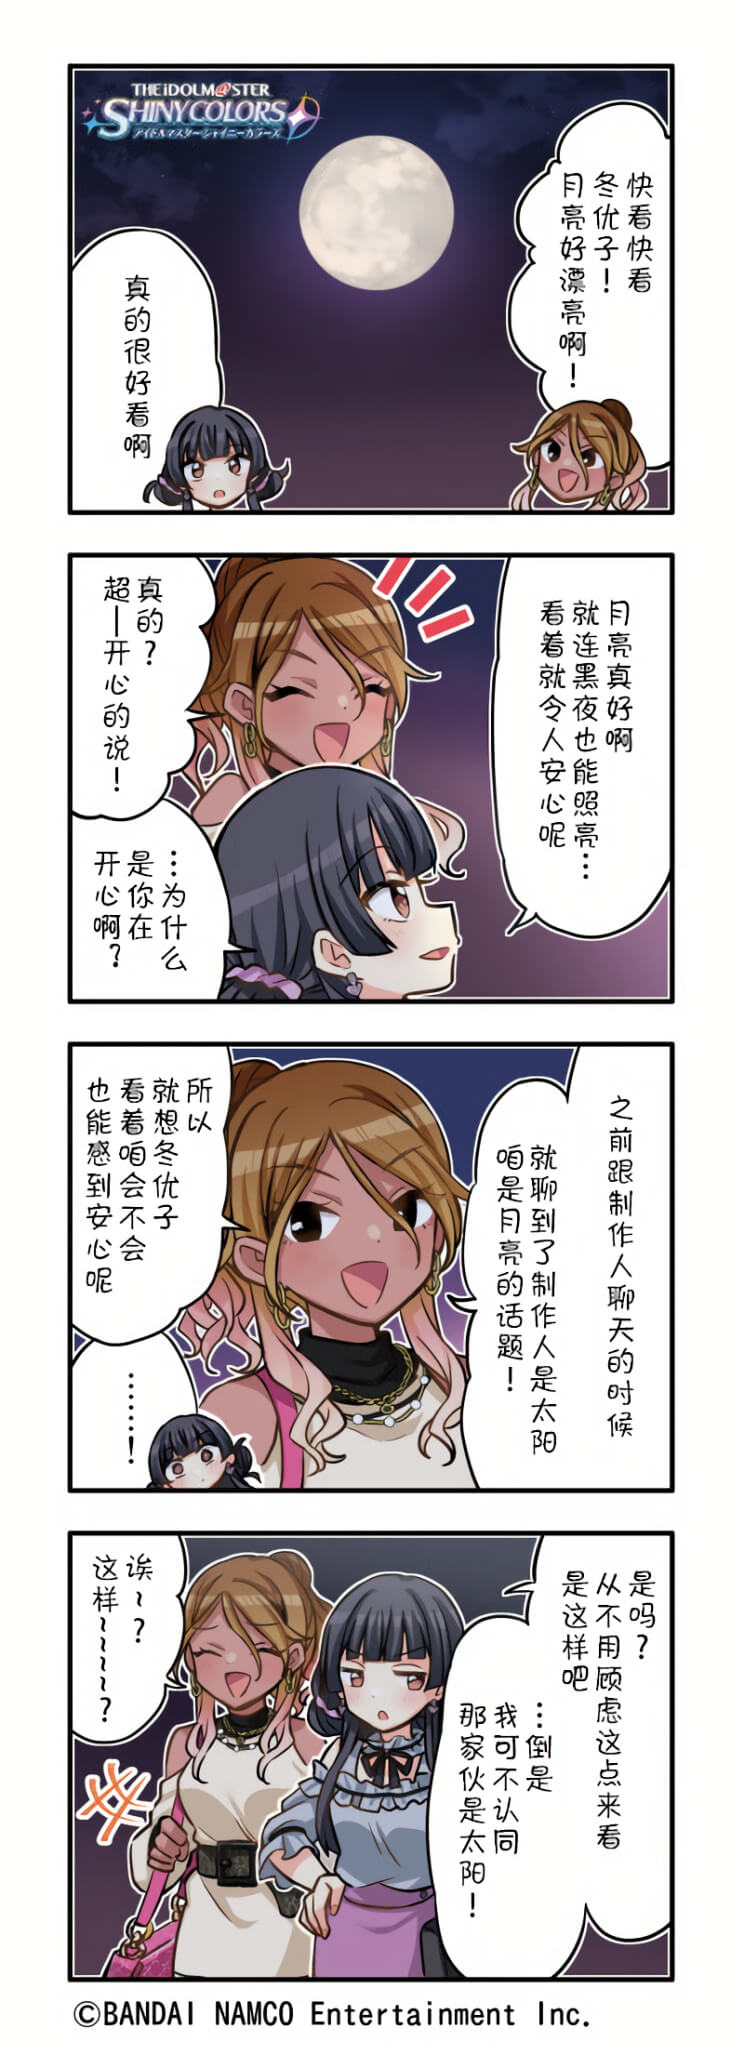 THE iDOLM@STER
SHINYCOLORS
アイドルマスターシャイニーカラーズ
快看快看
冬优子！
月亮好漂亮啊！
真的很好看啊
月亮真好啊
就连黑夜也能照亮…
看着就令人安心呢
真的？
超—开心的说！
…为什么
是你在
开心啊？
之前跟制作人聊天的时候
就聊到了制作人是太阳
咱是月亮的话题！
所以
就想冬优子
看着咱会不会
也能感到安心呢
……！
是吗？
从不用顾虑这点来看
是这样吧
…倒是
我可不认同
那家伙是太阳！
诶~？
这样~~~~？
©BANDAI NAMCO Entertainment Inc.